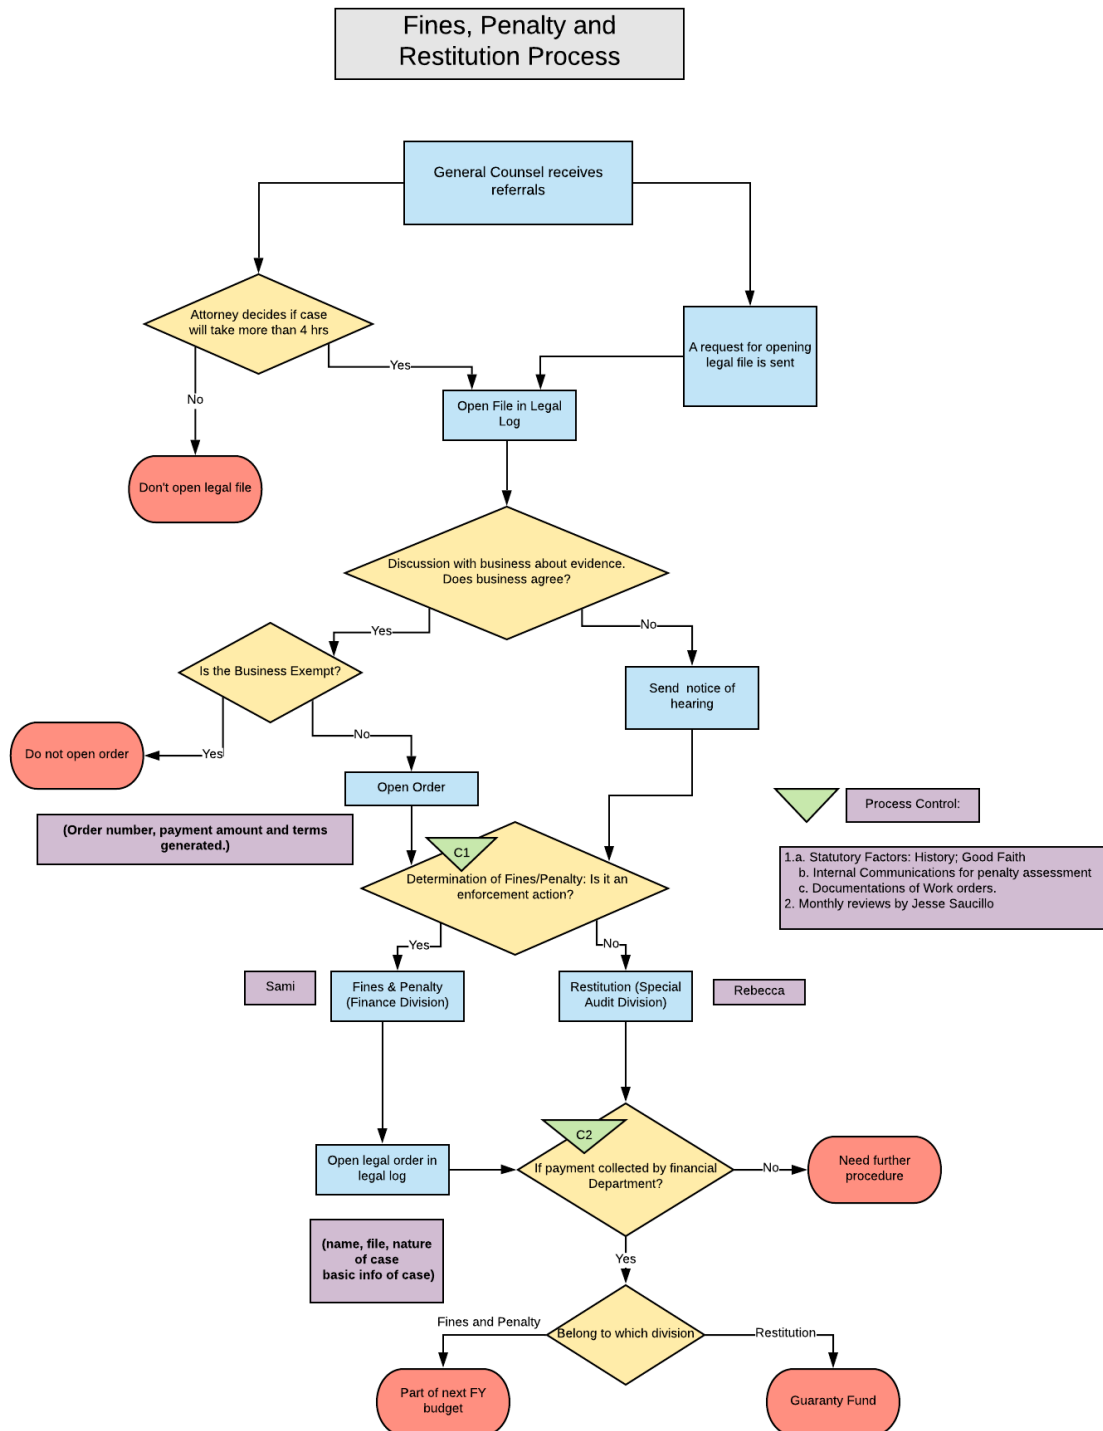 Fines, Penalty and
Restitution Process
General Counsel receives
referrals
Attorney decides if case
will take more than 4 hrs
A request for opening
legal file is sent
Yes
No
Open File in Legal
Log
Don't open legal file
Discussion with business about evidence.
Does business agree?
Yes
No
Is the Business Exempt?
Send notice of
hearing
Yes
Do not open order
No
Open Order
Process Control:
(Order number, payment amount and terms
generated.)
C1
Determination of Fines/Penalty: Is it an
enforcement action?
1.a. Statutory Factors: History; Good Faith
b. Internal Communications for penalty assessment
c. Documentations of Work orders.
2. Monthly reviews by Jesse Saucillo
Yes
No
Sami
Fines & Penalty
(Finance Division)
Restitution (Special
Audit Division)
Rebecca
C2
Open legal order in
legal log
If payment collected by financial
Department?
No
Need further
procedure
(name, file, nature
of case
basic info of case)
Yes
Fines and Penalty
Belong to which division
Restitution
Part of next FY
budget
Guaranty Fund